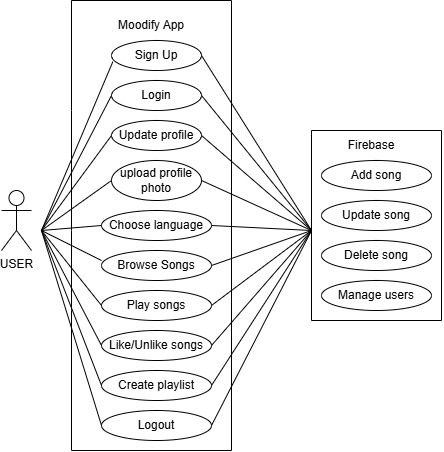 Moodify App
Sign Up
Login
Update profile
upload profile
photo
Choose language
Browse Songs
Play songs
Like/Unlike songs
Create playlist
Logout
USER
Firebase
Add song
Update song
Delete song
Manage users